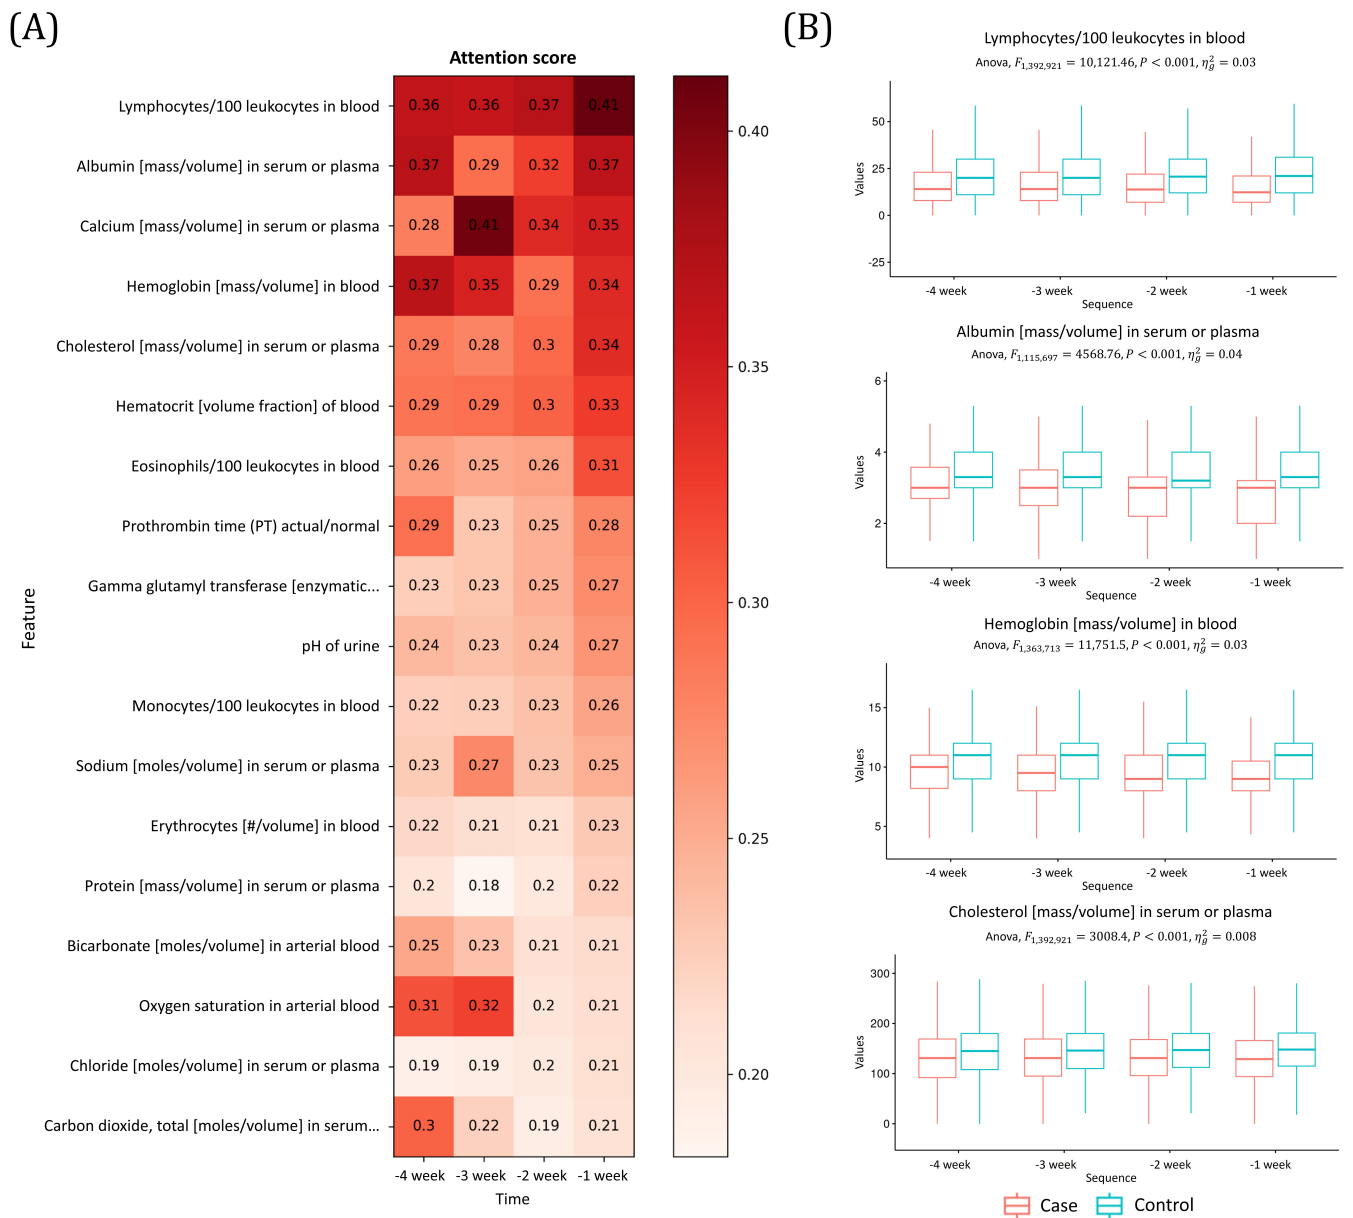 (A)
Attention score
Lymphocytes/100 leukocytes in blood 0.36 0.36 0.37 0.41
Albumin [mass/volume] in serum or plasma 0.37 0.29 0.32 0.37
Calcium [mass/volume] in serum or plasma 0.28 0.41 0.34 0.35
Hemoglobin [mass/volume] in blood 0.37 0.35 0.29 0.34
Cholesterol [mass/volume] in serum or plasma 0.29 0.28 0.3 0.34
Hematocrit [volume fraction] of blood 0.29 0.29 0.3 0.33
Eosinophils/100 leukocytes in blood 0.26 0.25 0.26 0.31
Prothrombin time (PT) actual/normal 0.29 0.23 0.25 0.28
Gamma glutamyl transferase [enzymatic... 0.23 0.23 0.25 0.27
pH of urine 0.24 0.23 0.24 0.27
Monocytes/100 leukocytes in blood 0.22 0.23 0.23 0.26
Sodium [moles/volume] in serum or plasma 0.23 0.27 0.23 0.25
Erythrocytes [#/volume] in blood 0.22 0.21 0.21 0.23
Protein [mass/volume] in serum or plasma 0.2 0.18 0.2 0.22
Bicarbonate [moles/volume] in arterial blood 0.25 0.23 0.21 0.21
Oxygen saturation in arterial blood 0.31 0.32 0.2 0.21
Chloride [moles/volume] in serum or plasma 0.19 0.19 0.2 0.21
Carbon dioxide, total [moles/volume] in serum... 0.3 0.22 0.19 0.21
-4 week -3 week -2 week -1 week
Time
Feature
0.40
0.35
0.30
0.25
0.20
(B)
Lymphocytes/100 leukocytes in blood
Anova, F1,392,921 = 10,121.46, P < 0.001, η²g = 0.03
Values
50
25
0
-25
-4 week -3 week -2 week -1 week
Sequence
Albumin [mass/volume] in serum or plasma
Anova, F1,115,697 = 4568.76, P < 0.001, η²g = 0.04
Values
6
4
2
-4 week -3 week -2 week -1 week
Sequence
Hemoglobin [mass/volume] in blood
Anova, F1,363,713 = 11,751.5, P < 0.001, η²g = 0.03
Values
15
10
5
-4 week -3 week -2 week -1 week
Sequence
Cholesterol [mass/volume] in serum or plasma
Anova, F1,392,921 = 3008.4, P < 0.001, η²g = 0.008
Values
300
200
100
0
-4 week -3 week -2 week -1 week
Sequence
Case Control